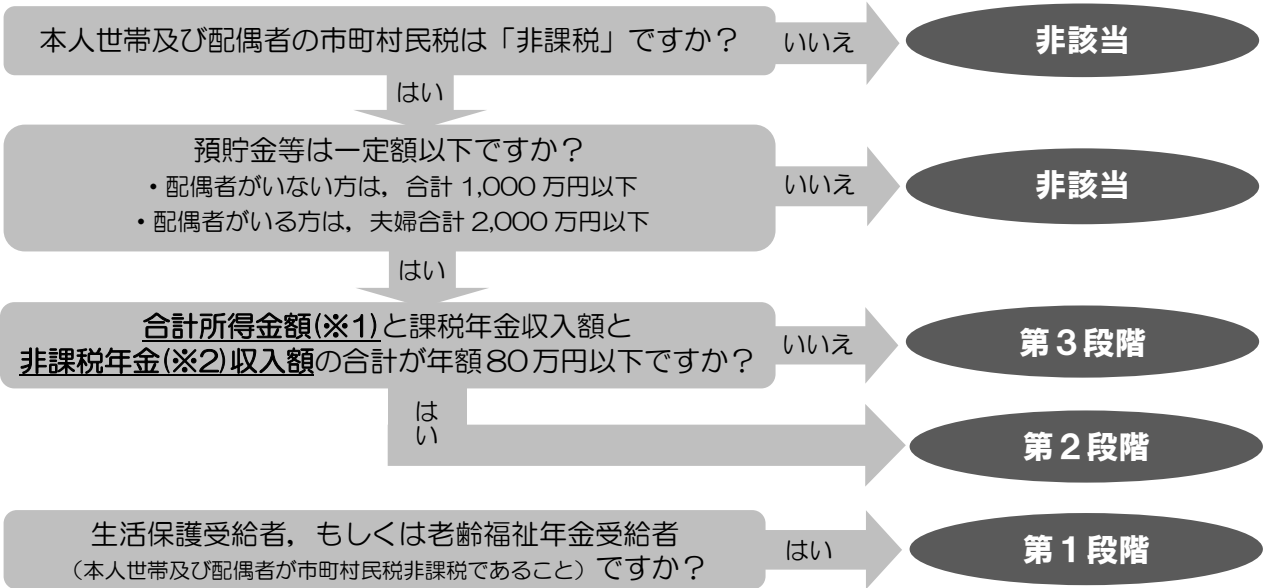 本人世帯及び配偶者の市町村民税は「非課税」ですか？
いいえ
非該当
はい
預貯金等は一定額以下ですか？
・配偶者がいない方は，合計 1,000 万円以下
・配偶者がいる方は，夫婦合計 2,000 万円以下
いいえ
非該当
はい
合計所得金額(※1)と課税年金収入額と
非課税年金(※2)収入額の合計が年額80万円以下ですか？
いいえ
第３段階
はい
第２段階
生活保護受給者，もしくは老齢福祉年金受給者
（本人世帯及び配偶者が市町村民税非課税であること）ですか？
はい
第１段階